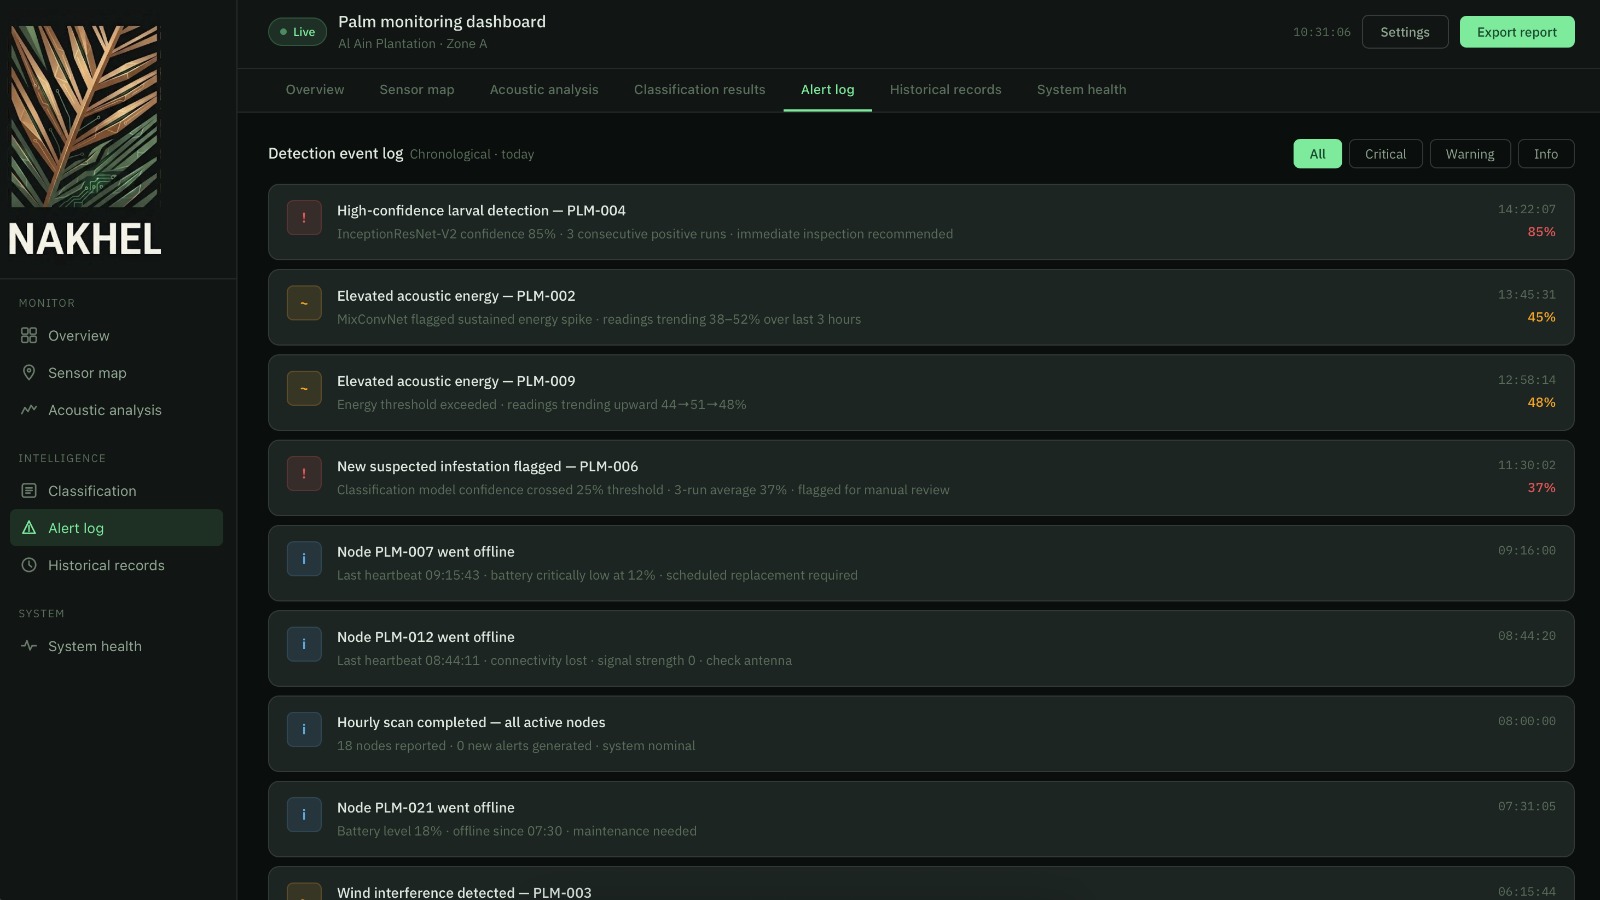 NAKHEL
MONITOR
Overview
Sensor map
Acoustic analysis
INTELLIGENCE
Classification
Alert log
Historical records
SYSTEM
System health
Live
Palm monitoring dashboard
Al Ain Plantation · Zone A
10:31:06
Settings
Export report
Overview
Sensor map
Acoustic analysis
Classification results
Alert log
Historical records
System health
Detection event log Chronological · today
All
Critical
Warning
Info
! High-confidence larval detection — PLM-004 14:22:07
InceptionResNet-V2 confidence 85% · 3 consecutive positive runs · immediate inspection recommended 85%
~ Elevated acoustic energy — PLM-002 13:45:31
MixConvNet flagged sustained energy spike · readings trending 38–52% over last 3 hours 45%
~ Elevated acoustic energy — PLM-009 12:58:14
Energy threshold exceeded · readings trending upward 44→51→48% 48%
! New suspected infestation flagged — PLM-006 11:30:02
Classification model confidence crossed 25% threshold · 3-run average 37% · flagged for manual review 37%
i Node PLM-007 went offline 09:16:00
Last heartbeat 09:15:43 · battery critically low at 12% · scheduled replacement required
i Node PLM-012 went offline 08:44:20
Last heartbeat 08:44:11 · connectivity lost · signal strength 0 · check antenna
i Hourly scan completed — all active nodes 08:00:00
18 nodes reported · 0 new alerts generated · system nominal
i Node PLM-021 went offline 07:31:05
Battery level 18% · offline since 07:30 · maintenance needed
Wind interference detected — PLM-003 06:15:44